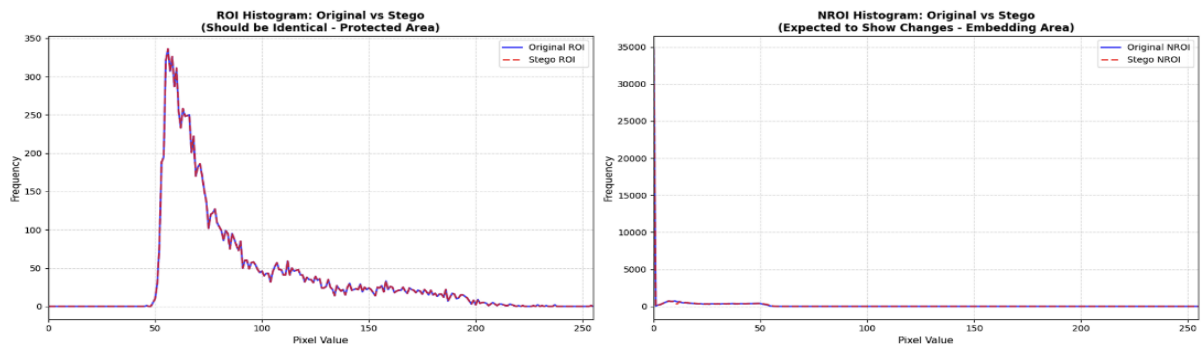 ROI Histogram: Original vs Stego
(Should be Identical - Protected Area)
Original ROI
Stego ROI
350
300
250
200
150
100
50
0
Frequency
0 50 100 150 200 250
Pixel Value
NROI Histogram: Original vs Stego
(Expected to Show Changes - Embedding Area)
Original NROI
Stego NROI
35000
30000
25000
20000
15000
10000
5000
0
Frequency
0 50 100 150 200 250
Pixel Value